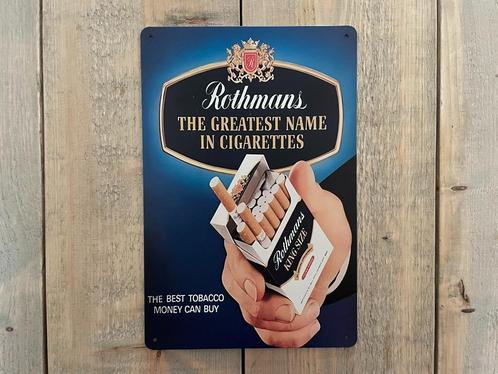 Rothmans
THE GREATEST NAME
IN CIGARETTES
Rothmans
KING SIZE
THE BEST TOBACCO
MONEY CAN BUY